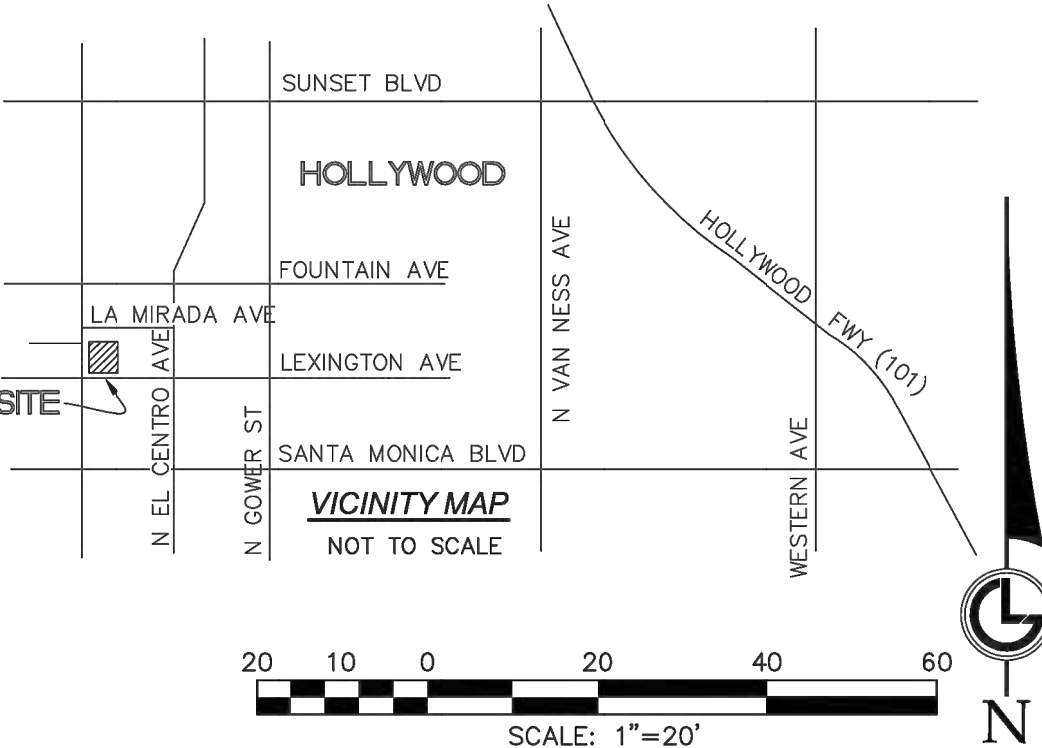 SUNSET BLVD
HOLLYWOOD
N VAN NESS AVE
HOLLYWOOD FWY (101)
FOUNTAIN AVE
LA MIRADA AVE
LEXINGTON AVE
SITE
N EL CENTRO AVE
N GOWER ST
SANTA MONICA BLVD
WESTERN AVE
VICINITY MAP
NOT TO SCALE
20 10 0 20 40 60
SCALE: 1"=20'
N